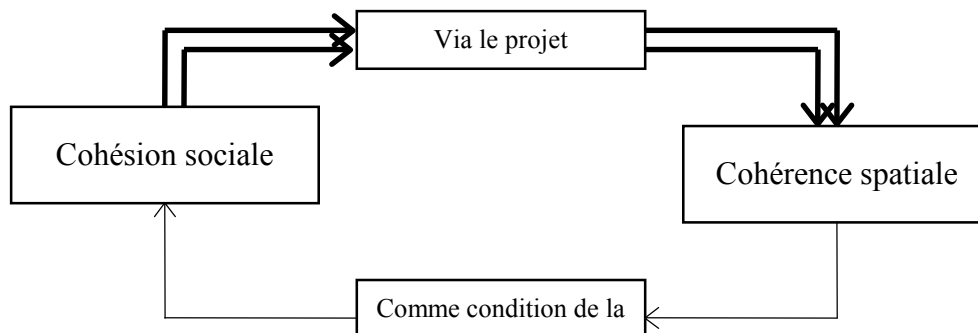 Via le projet
Cohésion sociale
Cohérence spatiale
Comme condition de la